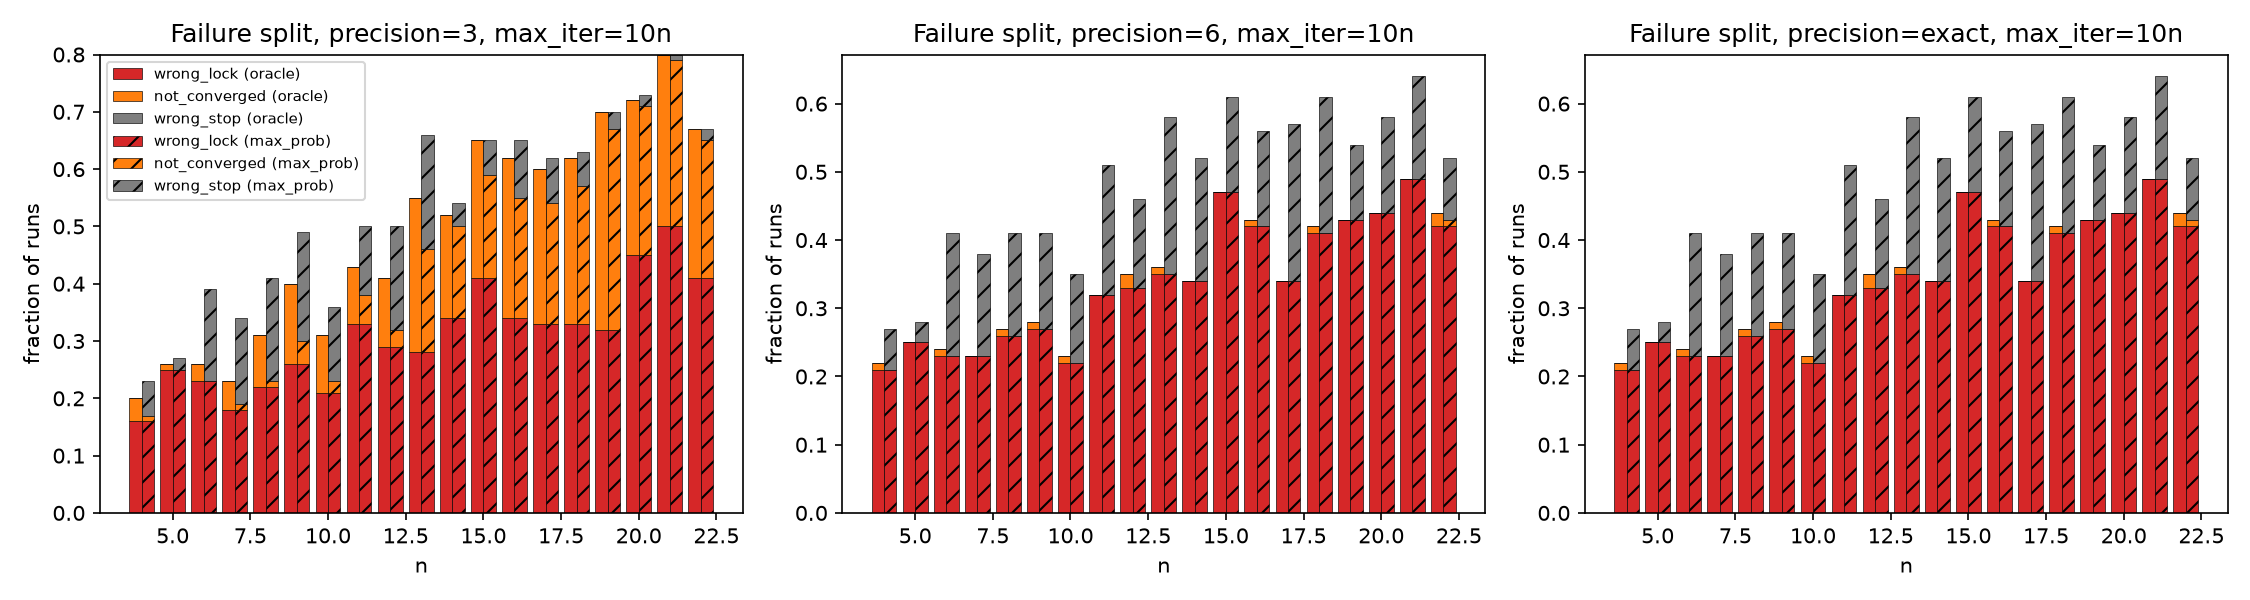 Failure split, precision=3, max_iter=10n
0.8
0.7
0.6
0.5
0.4
0.3
0.2
0.1
0.0
fraction of runs
wrong_lock (oracle)
not_converged (oracle)
wrong_stop (oracle)
wrong_lock (max_prob)
not_converged (max_prob)
wrong_stop (max_prob)
5.0 7.5 10.0 12.5 15.0 17.5 20.0 22.5
n
Failure split, precision=6, max_iter=10n
0.6
0.5
0.4
0.3
0.2
0.1
0.0
fraction of runs
5.0 7.5 10.0 12.5 15.0 17.5 20.0 22.5
n
Failure split, precision=exact, max_iter=10n
0.6
0.5
0.4
0.3
0.2
0.1
0.0
fraction of runs
5.0 7.5 10.0 12.5 15.0 17.5 20.0 22.5
n